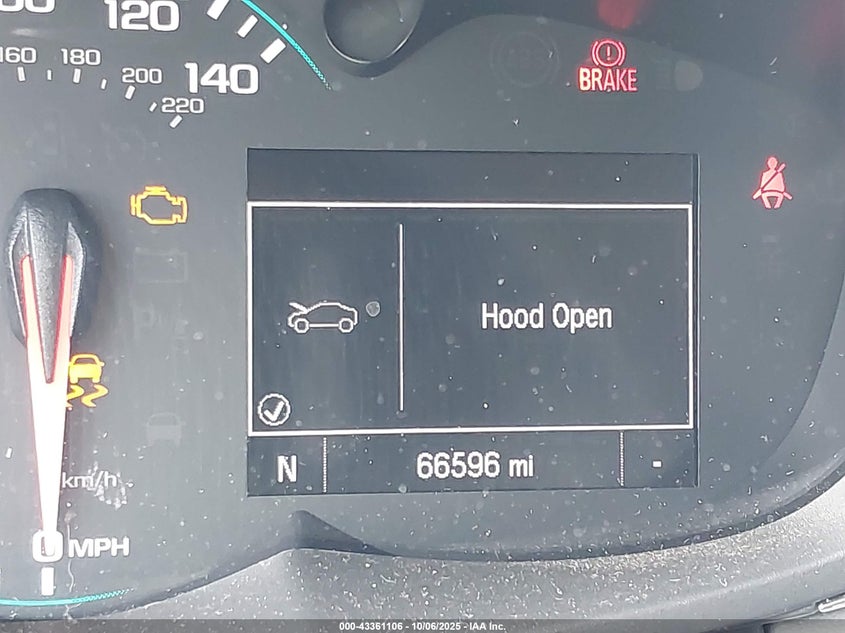 120
160
180
140
200
220
BRAKE
Hood Open
km/h
N
66596 mi
-
0 MPH
000-43361106 - 10/06/2025 - IAA Inc.